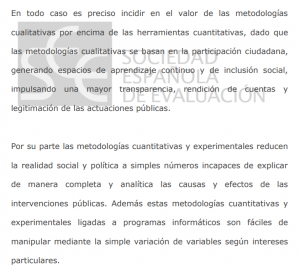 En todo caso es preciso incidir en el valor de las metodologías
cualitativas por encima de las herramientas cuantitativas, dado que
las metodologías cualitativas se basan en la participación ciudadana,
generando espacios de aprendizaje continuo y de inclusión social,
impulsando una mayor transparencia, rendición de cuentas y
legitimación de las actuaciones públicas.
SOCIEDAD
ESPAÑOLA
DE EVALUACIÓN
Por su parte las metodologías cuantitativas y experimentales reducen
la realidad social y política a simples números incapaces de explicar
de manera completa y analítica las causas y efectos de las
intervenciones públicas. Además estas metodologías cuantitativas y
experimentales ligadas a programas informáticos son fáciles de
manipular mediante la simple variación de variables según intereses
particulares.